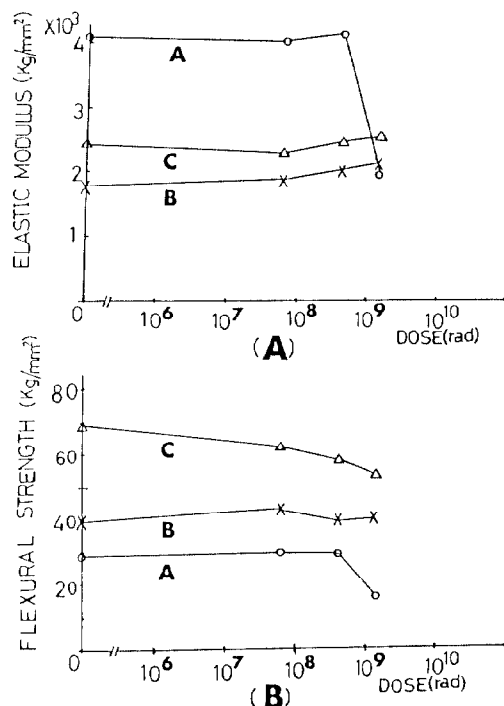 ×10³
ELASTIC MODULUS (Kg/mm²)
4
3
2
1
A
C
B
0 10⁶ 10⁷ 10⁸ 10⁹ 10¹⁰
DOSE(rad)
(A)
FLEXURAL STRENGTH (Kg/mm²)
80
60
40
20
C
B
A
0 10⁶ 10⁷ 10⁸ 10⁹ 10¹⁰
DOSE(rad)
(B)